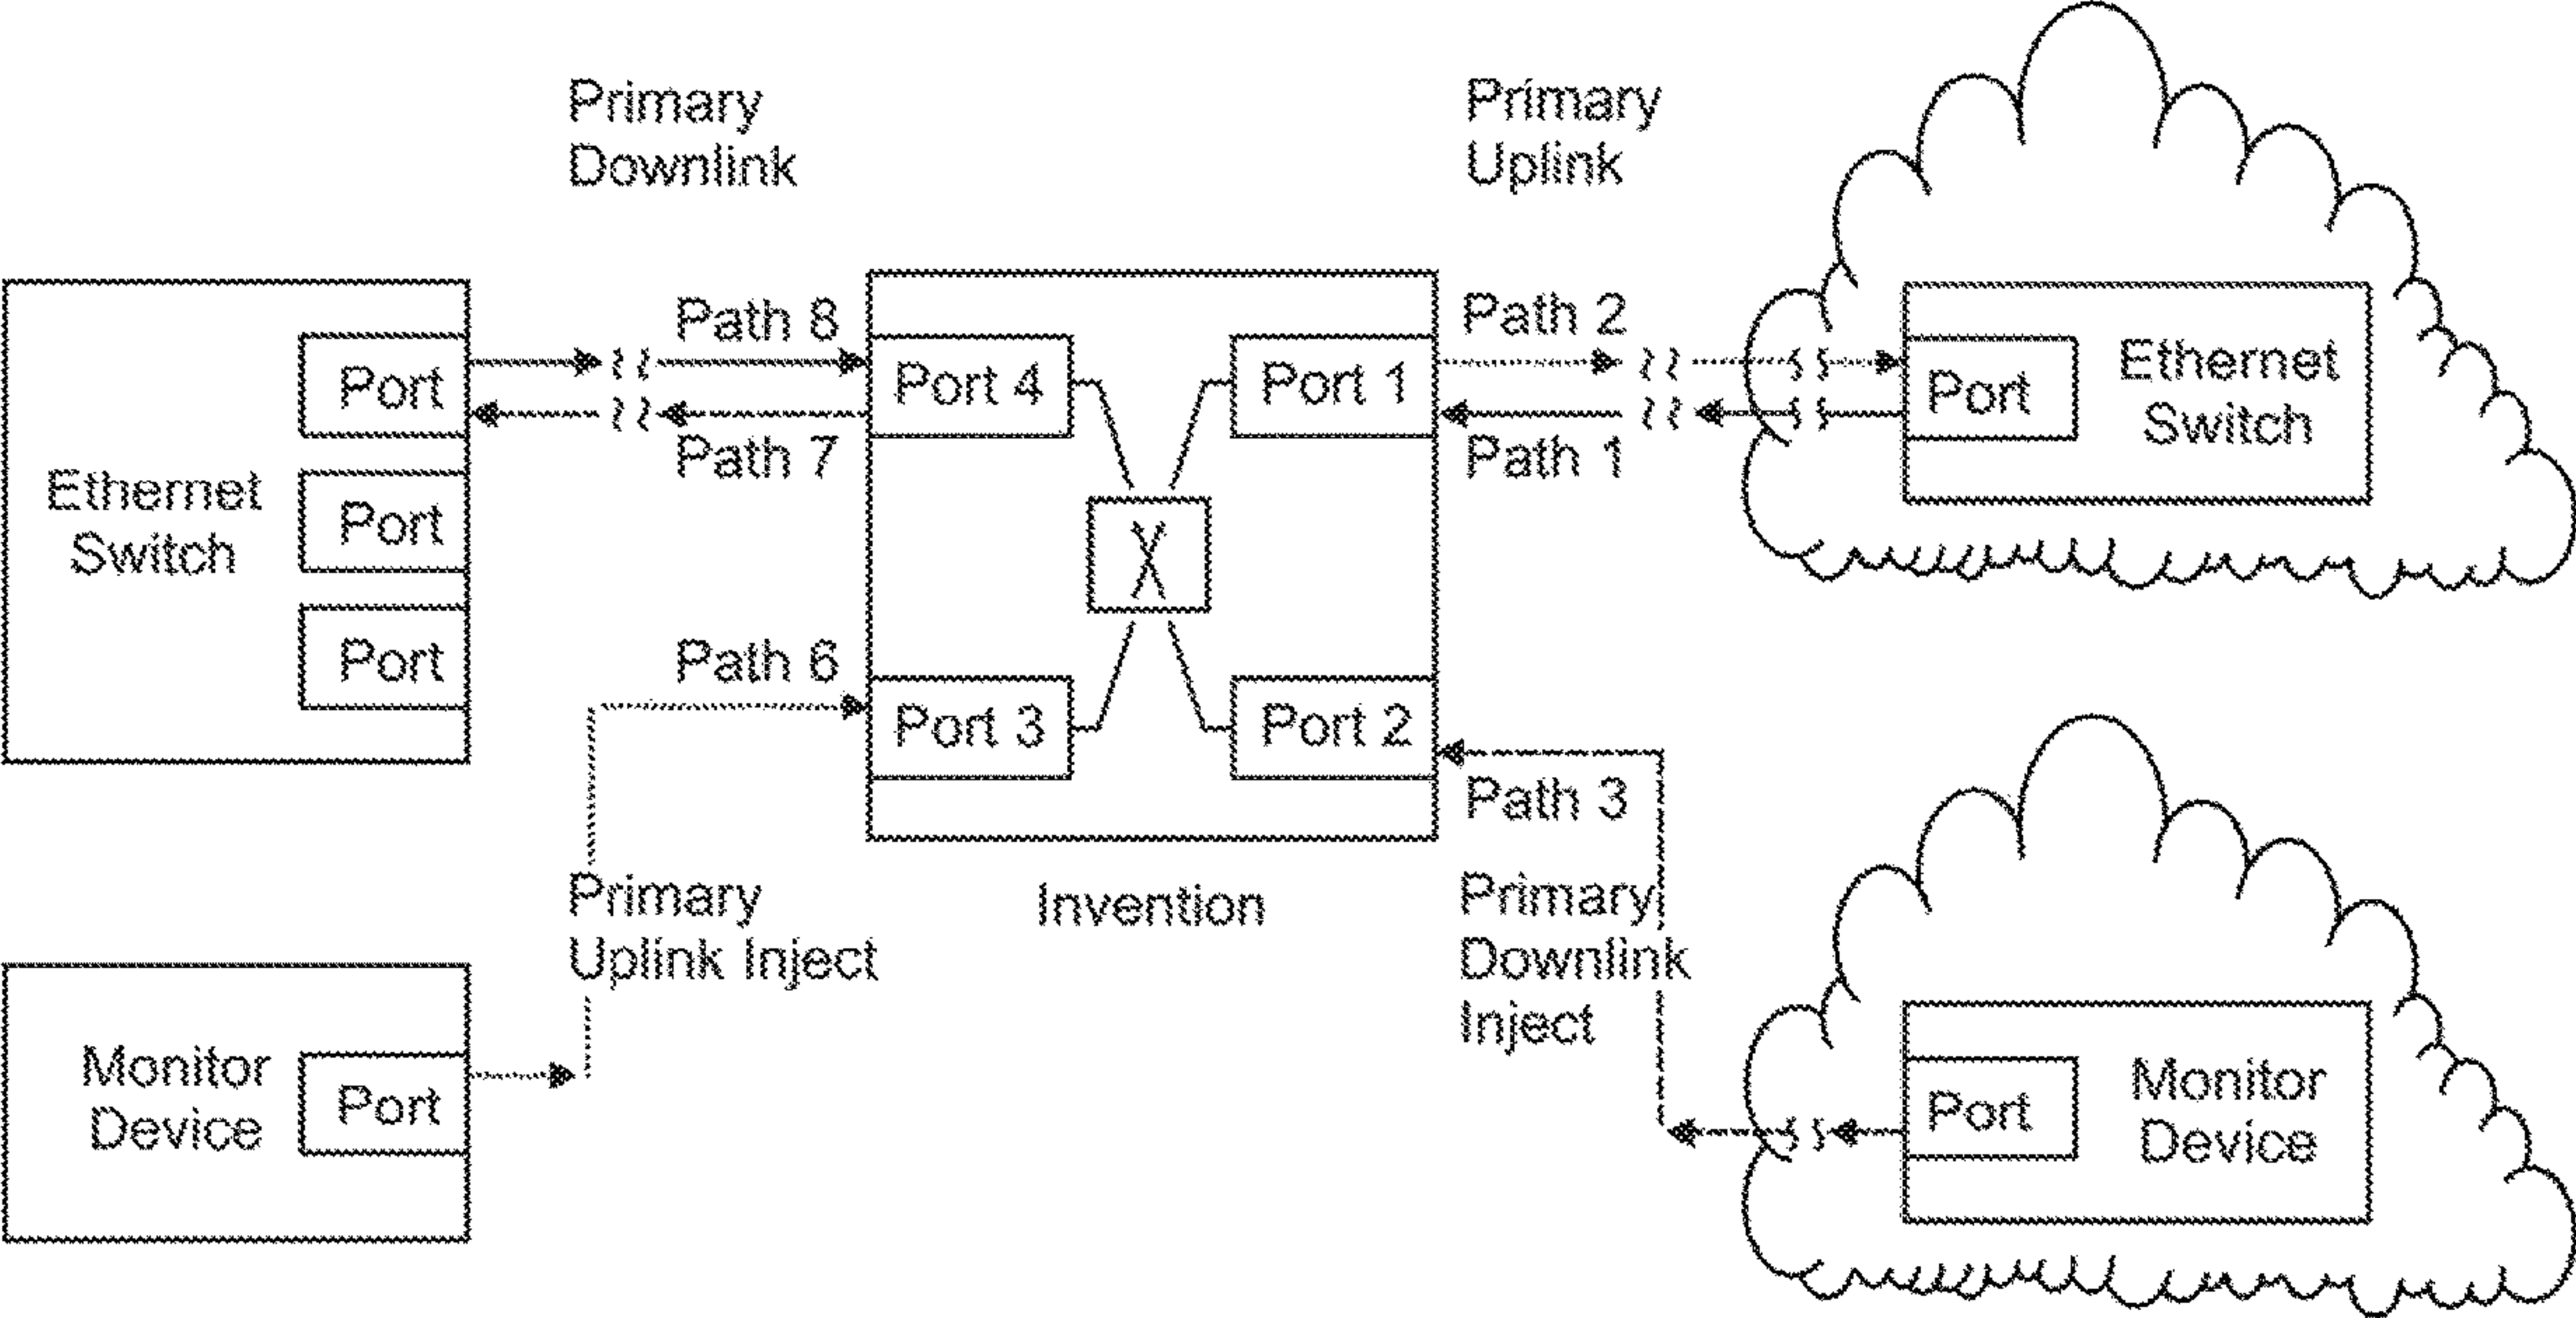 Primary
Downlink
Primary
Uplink
Path 8
Path 2
Port
Port 4
Port 1
Port
Ethernet
Switch
Path 7
Path 1
Ethernet
Switch
Port
X
Port
Path 6
Port 3
Port 2
Path 3
Primary
Uplink Inject
Invention
Primary
Downlink
Inject
Monitor
Device
Port
Port
Monitor
Device